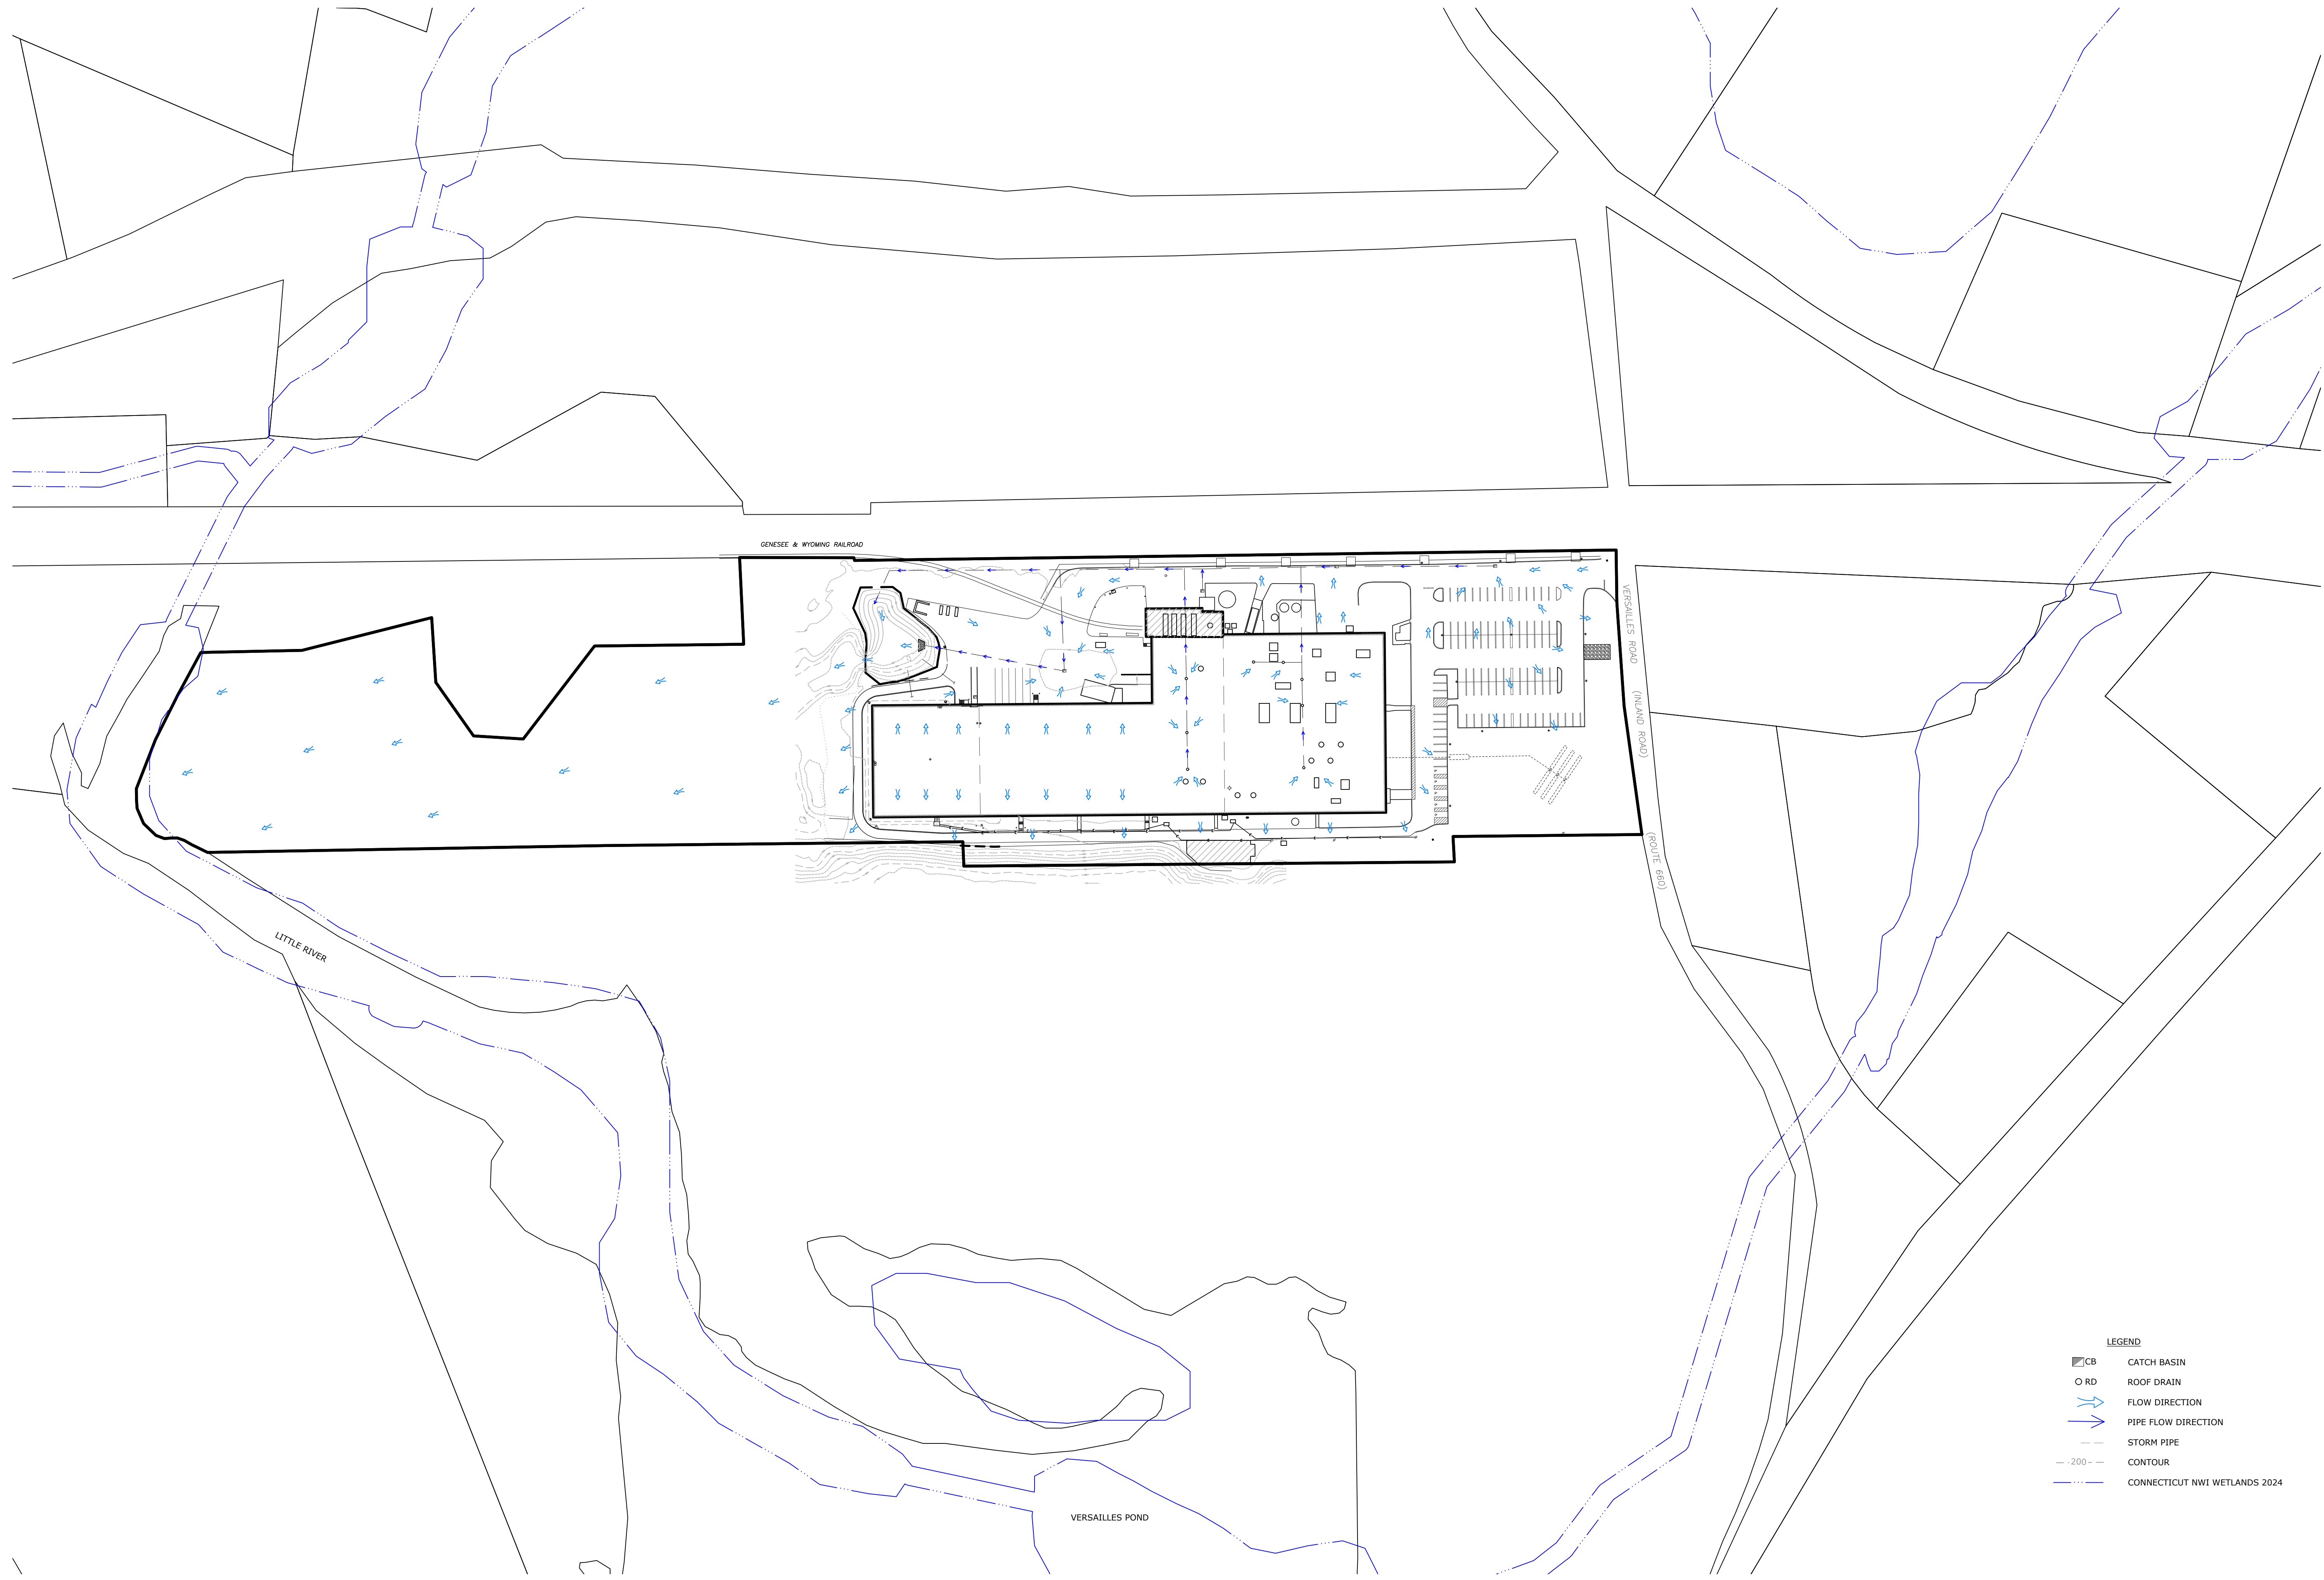 GENESEE & WYOMING RAILROAD
VERSAILLES ROAD
(INLAND ROAD)
(ROUTE 660)
LITTLE RIVER
VERSAILLES POND
LEGEND
CB CATCH BASIN
RD ROOF DRAIN
FLOW DIRECTION
PIPE FLOW DIRECTION
STORM PIPE
200 CONTOUR
CONNECTICUT NWI WETLANDS 2024